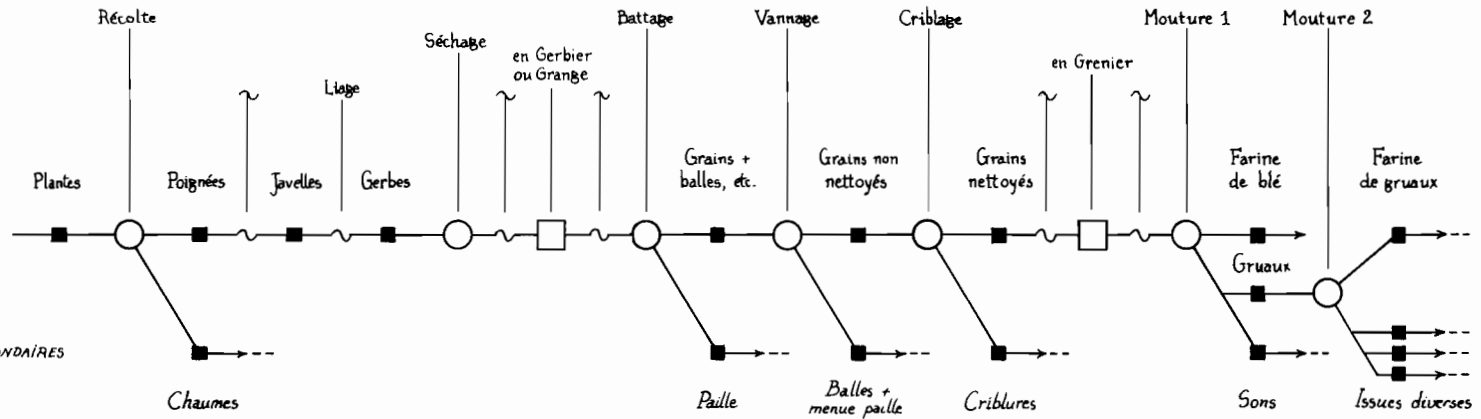 Récolte
Battage
Vannage
Criblage
Mouture 1
Mouture 2
Séchage
en Gerbier
ou Grange
en Grenier
Liage
Plantes
Poignées
Javelles
Gerbes
Grains +
balles, etc.
Grains non
nettoyés
Grains
nettoyés
Farine
de blé
Farine
de gruaux
Gruaux
NDAIRES
Chaumes
Paille
Balles +
menue paille
Criblures
Sons
Issues diverses